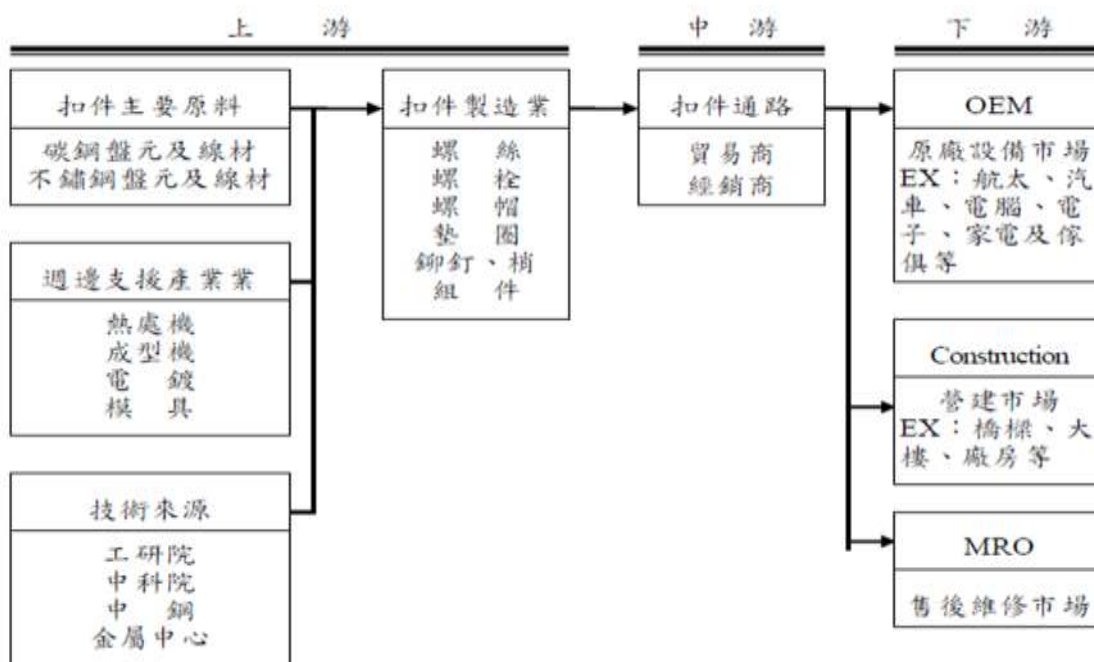 上 游
扣件主要原料
碳鋼盤元及線材
不鏽鋼盤元及線材
週邊支援產業業
熱處機
成型機
電 鍍
模 具
技術來源
工研院
中科院
中 鋼
金屬中心
扣件製造業
螺 絲
螺 栓
螺 帽
墊 圈
鉚釘、梢
組 件
中 游
扣件通路
貿易商
經銷商
下 游
OEM
原廠設備市場
EX：航太、汽
車、電腦、電
子、家電及傢
俱等
Construction
營建市場
EX：橋樑、大
樓、廠房等
MRO
售後維修市場